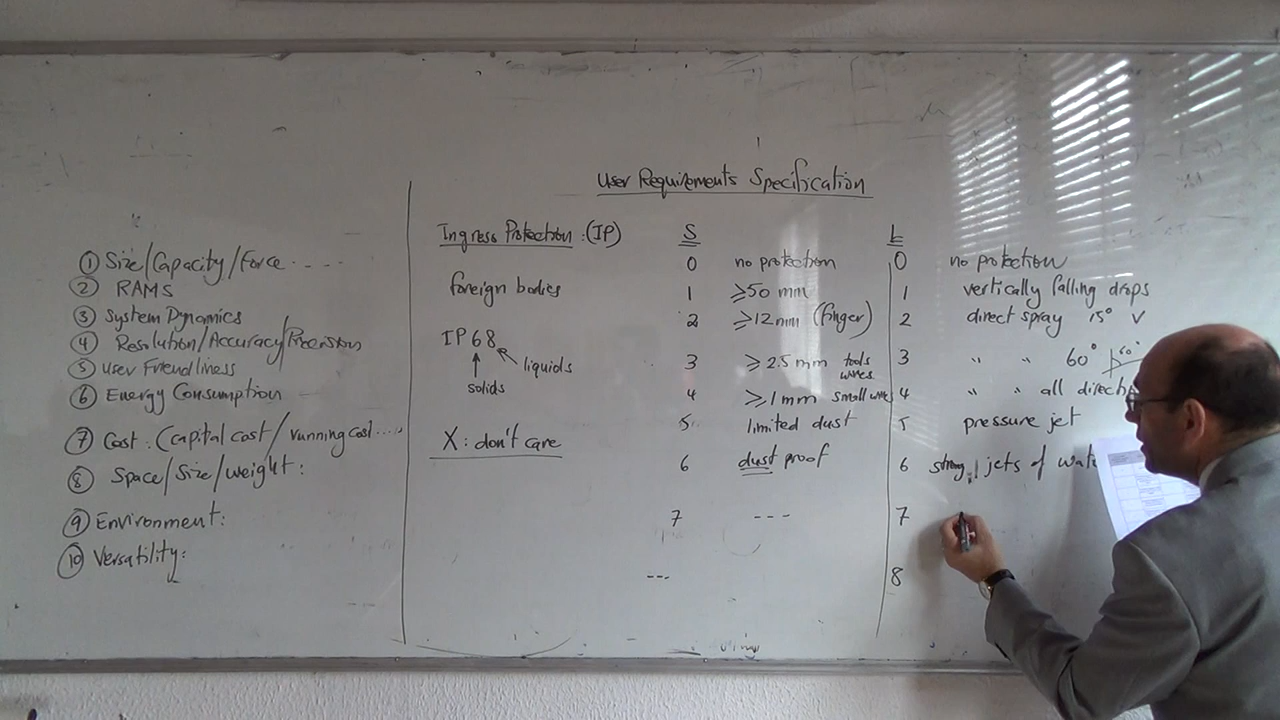 User Requirements Specification
① Size/Capacity/Force. - - -
② RAMS
③ System Dynamics
④ Resolution/Accuracy/Precision
⑤ User Friendliness
⑥ Energy Consumption
⑦ Cost: (capital cost/running cost....
⑧ Space/Size/weight:
⑨ Environment:
⑩ Versatility:
Ingress Protection: (IP)
foreign bodies
IP68
liquids
solids
X: don't care
S
0 no protection
1 ≥50 mm
2 ≥12mm (finger)
3 ≥2.5 mm tools wires
4 ≥1mm small wires
5 limited dust
6 dust proof
7 ---
---
L
0 no protection
1 vertically falling drops
2 direct spray 15° V
3 " " 60° 60°
4 " " all
5 pressure jet
6 strong jets of
7
8